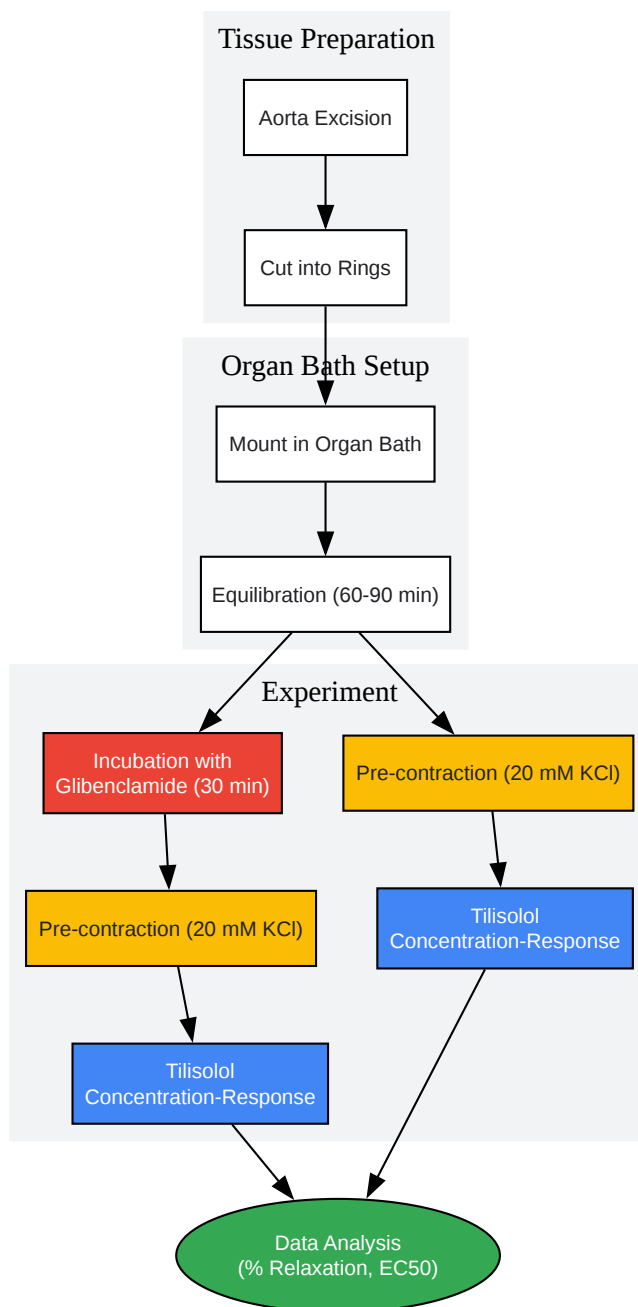 Tissue Preparation
Aorta Excision
Cut into Rings
Organ Bath Setup
Mount in Organ Bath
Equilibration (60-90 min)
Experiment
Incubation with
Glibenclamide (30 min)
Pre-contraction (20 mM KCl)
Pre-contraction (20 mM KCl)
Tilisolol
Concentration-Response
Tilisolol
Concentration-Response
Data Analysis
(% Relaxation, EC50)